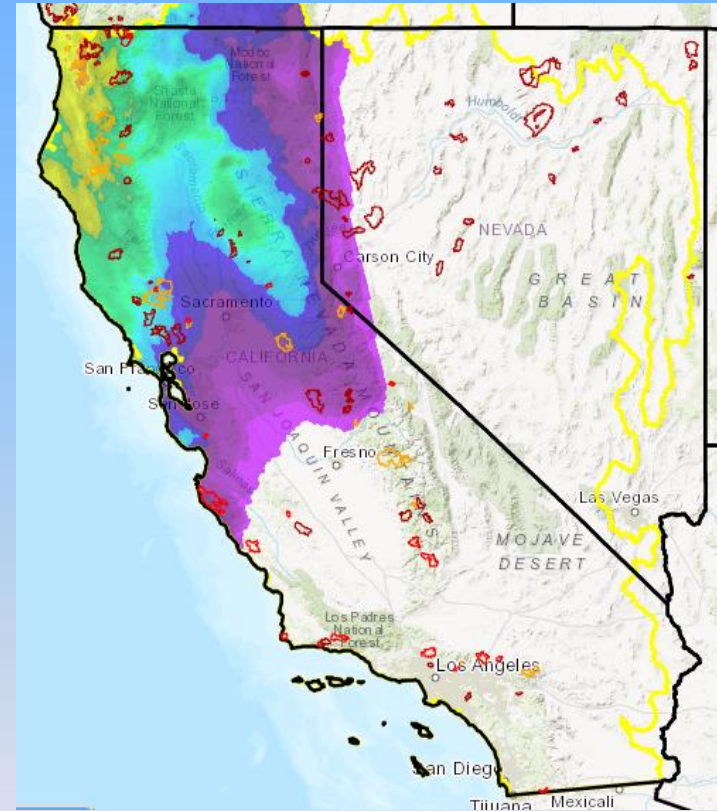 Modoc
National
Forest
Shasta
National
Forest
Humboldt
Sacramento
SIERRA NEVADA
NEVADA
Carson City
GREAT
BASIN
Sacramento
CALIFORNIA
San Francisco
San Jose
SAN JOAQUIN VALLEY
MOUNTAINS
Salinas
Fresno
Las Vegas
MOJAVE
DESERT
Los Padres
National
Forest
Los Angeles
San Diego
Tijuana
Mexicali